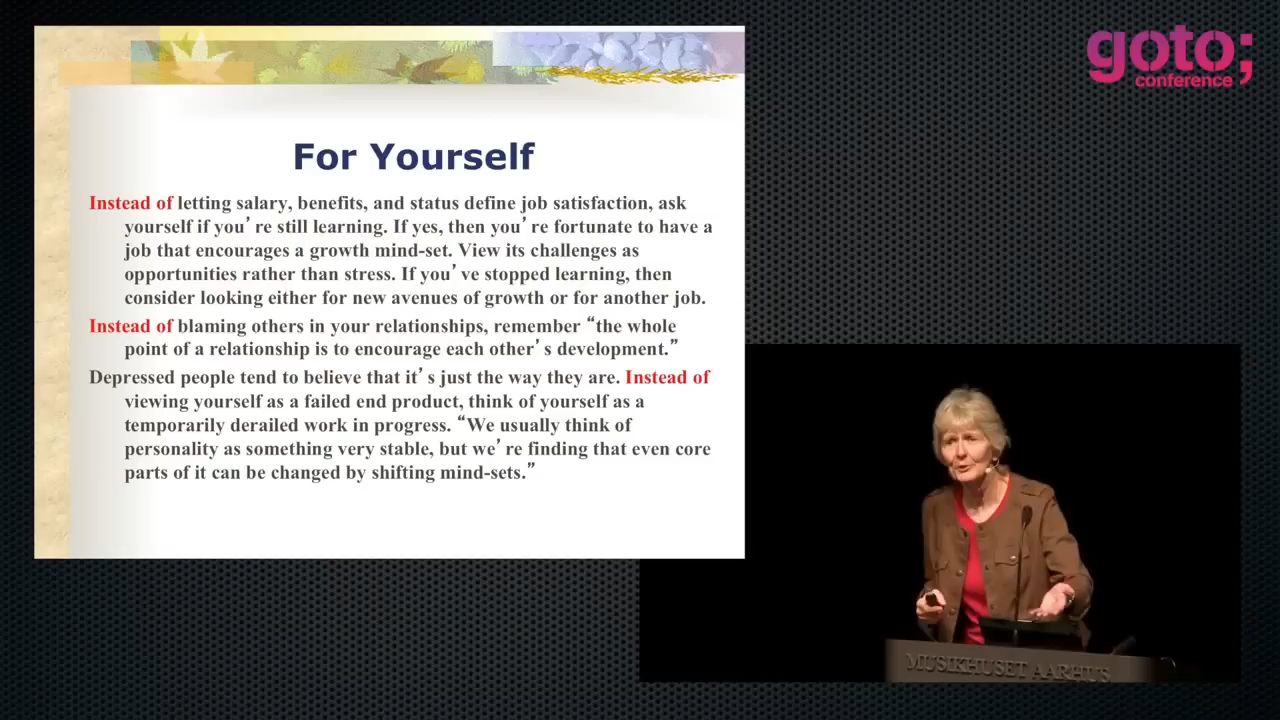 goto;
conference
For Yourself
Instead of letting salary, benefits, and status define job satisfaction, ask
yourself if you’re still learning. If yes, then you’re fortunate to have a
job that encourages a growth mind-set. View its challenges as
opportunities rather than stress. If you’ve stopped learning, then
consider looking either for new avenues of growth or for another job.
Instead of blaming others in your relationships, remember “the whole
point of a relationship is to encourage each other’s development.”
Depressed people tend to believe that it’s just the way they are. Instead of
viewing yourself as a failed end product, think of yourself as a
temporarily derailed work in progress. “We usually think of
personality as something very stable, but we’re finding that even core
parts of it can be changed by shifting mind-sets.”
MUSIKHUSET AARHUS